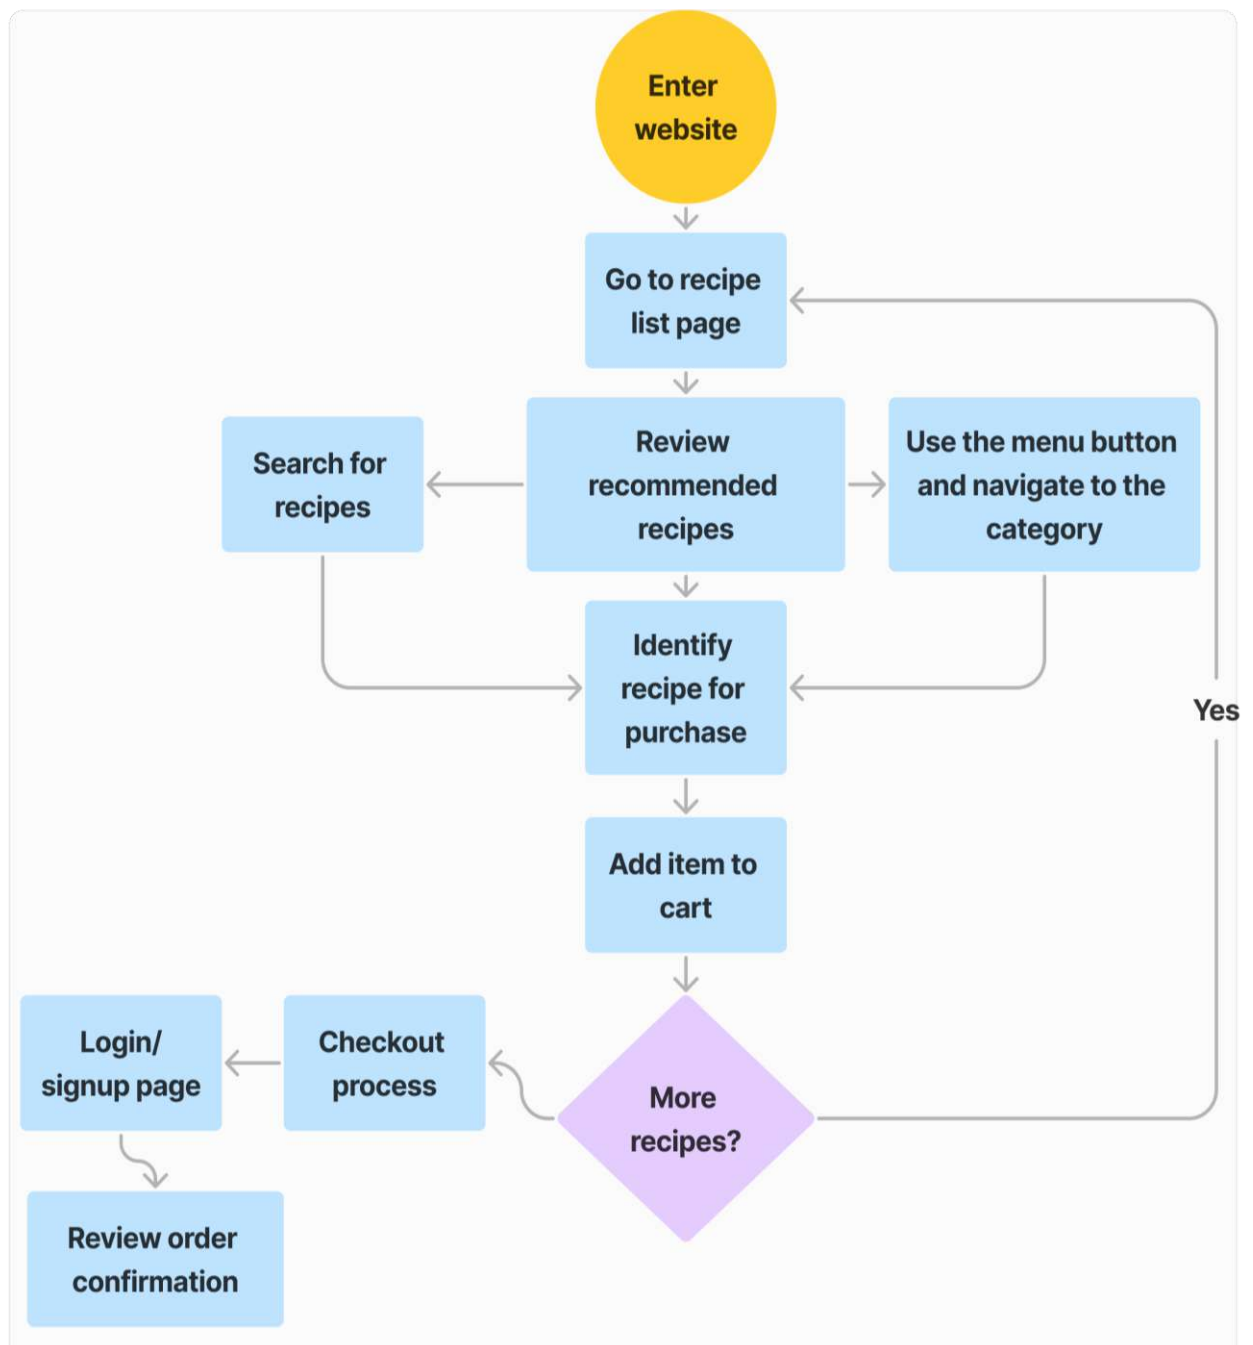 Enter
website
Go to recipe
list page
Search for
recipes
Review
recommended
recipes
Use the menu button
and navigate to the
category
Identify
recipe for
purchase
Yes
Add item to
cart
Login/
signup page
Checkout
process
More
recipes?
Review order
confirmation